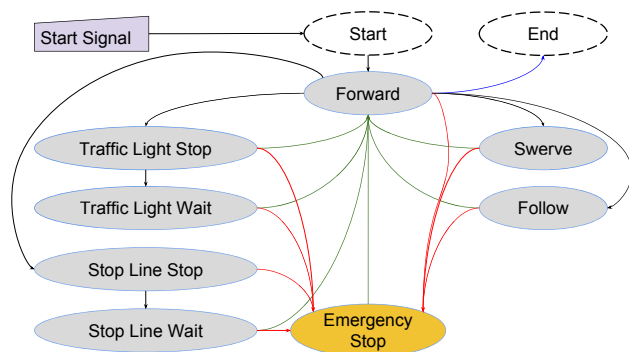 Start Signal
Start
End
Forward
Traffic Light Stop
Swerve
Traffic Light Wait
Follow
Stop Line Stop
Stop Line Wait
Emergency
Stop